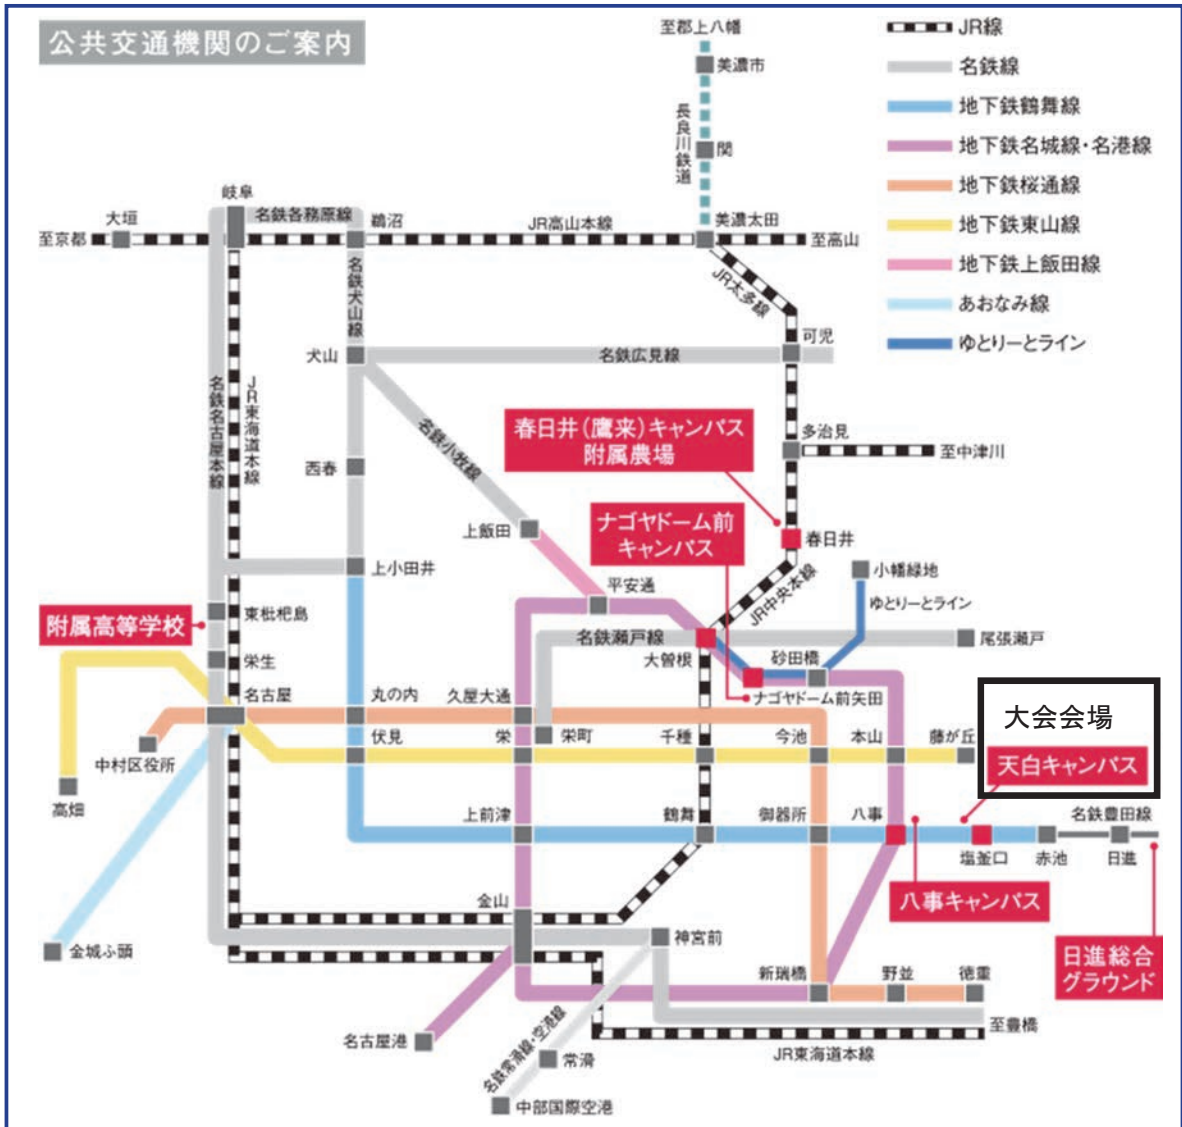 公共交通機関のご案内
至郡上八幡
美濃市
長良川鉄道
関
JR線
名鉄線
地下鉄鶴舞線
地下鉄名城線・名港線
地下鉄桜通線
地下鉄東山線
地下鉄上飯田線
あおなみ線
ゆとりーとライン
岐阜
名鉄各務原線
鵜沼
大垣
至京都
JR高山本線
美濃太田
至高山
JR太多線
名鉄犬山線
可児
犬山
名鉄広見線
名鉄名古屋本線
JR東海道本線
名鉄小牧線
春日井(鷹来)キャンパス
附属農場
多治見
至中津川
西春
上飯田
ナゴヤドーム前
キャンパス
春日井
上小田井
平安通
JR中央本線
小幡緑地
ゆとりーとライン
附属高等学校
東枇杷島
名鉄瀬戸線
尾張瀬戸
大曽根
砂田橋
栄生
名古屋
丸の内
久屋大通
ナゴヤドーム前矢田
中村区役所
伏見
栄
栄町
千種
今池
本山
藤が丘
大会会場
天白キャンパス
高畑
上前津
鶴舞
御器所
八事
塩釜口
赤池
名鉄豊田線
日進
八事キャンパス
金山
神宮前
金城ふ頭
日進総合
グラウンド
新瑞橋
野並
徳重
名古屋港
至豊橋
JR東海道本線
名鉄常滑線・空港線
常滑
中部国際空港